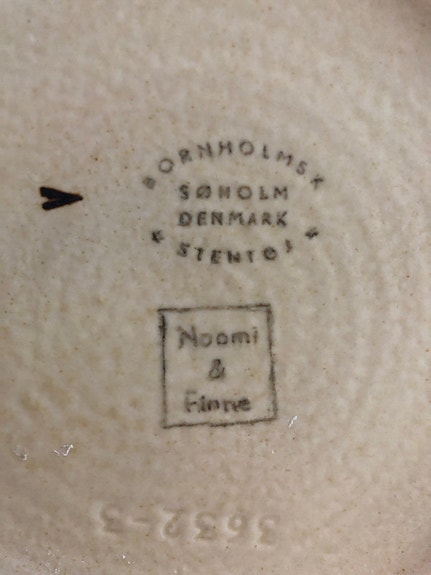 BORNHOLMSK
SØHOLM
DENMARK
* STENTØJ *
Noomi
&
Finne
3632-3